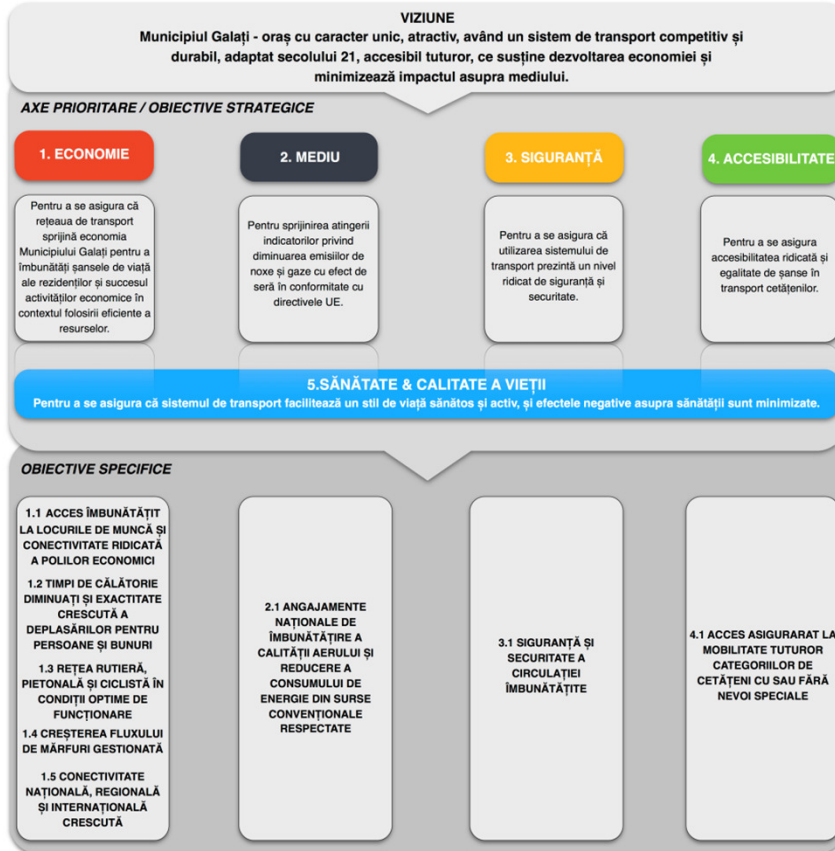 VIZIUNE
Municipiul Galați - oraș cu caracter unic, atractiv, având un sistem de transport competitiv și
durabil, adaptat secolului 21, accesibil tuturor, ce susține dezvoltarea economiei și
minimizează impactul asupra mediului.
AXE PRIORITARE / OBIECTIVE STRATEGICE
1. ECONOMIE
Pentru a se asigura că
rețeaua de transport
sprijină economia
Municipiului Galați pentru a
îmbunătăți șansele de viață
ale rezidenților și succesul
activităților economice în
contextul folosirii eficiente a
resurselor.
2. MEDIU
Pentru sprijinirea atingerii
indicatorilor privind
diminuarea emisiilor de
noxe și gaze cu efect de
seră în conformitate cu
directivele UE.
3. SIGURANȚĂ
Pentru a se asigura că
utilizarea sistemului de
transport prezintă un nivel
ridicat de siguranță și
securitate.
4. ACCESIBILITATE
Pentru a se asigura
accesibilitatea ridicată și
egalitate de șanse în
transport cetățenilor.
5.SĂNĂTATE & CALITATE A VIEȚII
Pentru a se asigura că sistemul de transport facilitează un stil de viață sănătos și activ, și efectele negative asupra sănătății sunt minimizate.
OBIECTIVE SPECIFICE
1.1 ACCES ÎMBUNĂTĂȚIT
LA LOCURILE DE MUNCĂ ȘI
CONECTIVITATE RIDICATĂ
A POLILOR ECONOMICI
1.2 TIMPI DE CĂLĂTORIE
DIMINUAȚI ȘI EXACTITATE
CRESCUTĂ A
DEPLASĂRILOR PENTRU
PERSOANE ȘI BUNURI
1.3 REȚEA RUTIERĂ,
PIETONALĂ ȘI CICLISTĂ ÎN
CONDIȚII OPTIME DE
FUNCȚIONARE
1.4 CREȘTEREA FLUXULUI
DE MĂRFURI GESTIONATĂ
1.5 CONECTIVITATE
NAȚIONALĂ, REGIONALĂ
ȘI INTERNAȚIONALĂ
CRESCUTĂ
2.1 ANGAJAMENTE
NAȚIONALE DE
ÎMBUNĂTĂȚIRE A
CALITĂȚII AERULUI ȘI
REDUCERE A
CONSUMULUI DE
ENERGIE DIN SURSE
CONVENȚIONALE
RESPECTATE
3.1 SIGURANȚĂ ȘI
SECURITATE A
CIRCULAȚIEI
ÎMBUNĂTĂȚITE
4.1 ACCES ASIGURARAT LA
MOBILITATE TUTUROR
CATEGORIILOR DE
CETĂȚENI CU SAU FĂRĂ
NEVOI SPECIALE